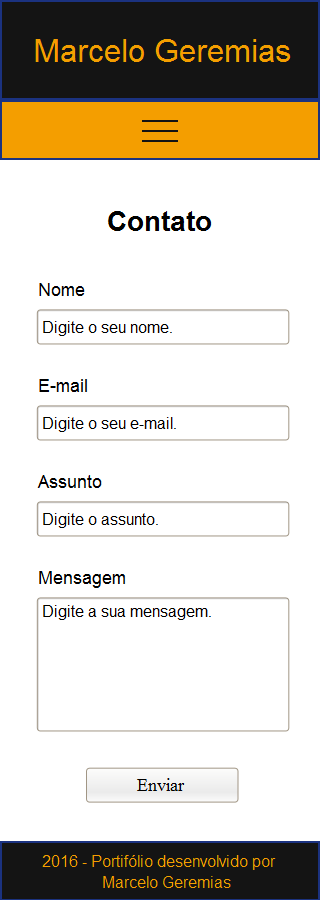 Marcelo Geremias
Contato
Nome
Digite o seu nome.
E-mail
Digite o seu e-mail.
Assunto
Digite o assunto.
Mensagem
Digite a sua mensagem.
Enviar
2016 - Portifólio desenvolvido por
Marcelo Geremias